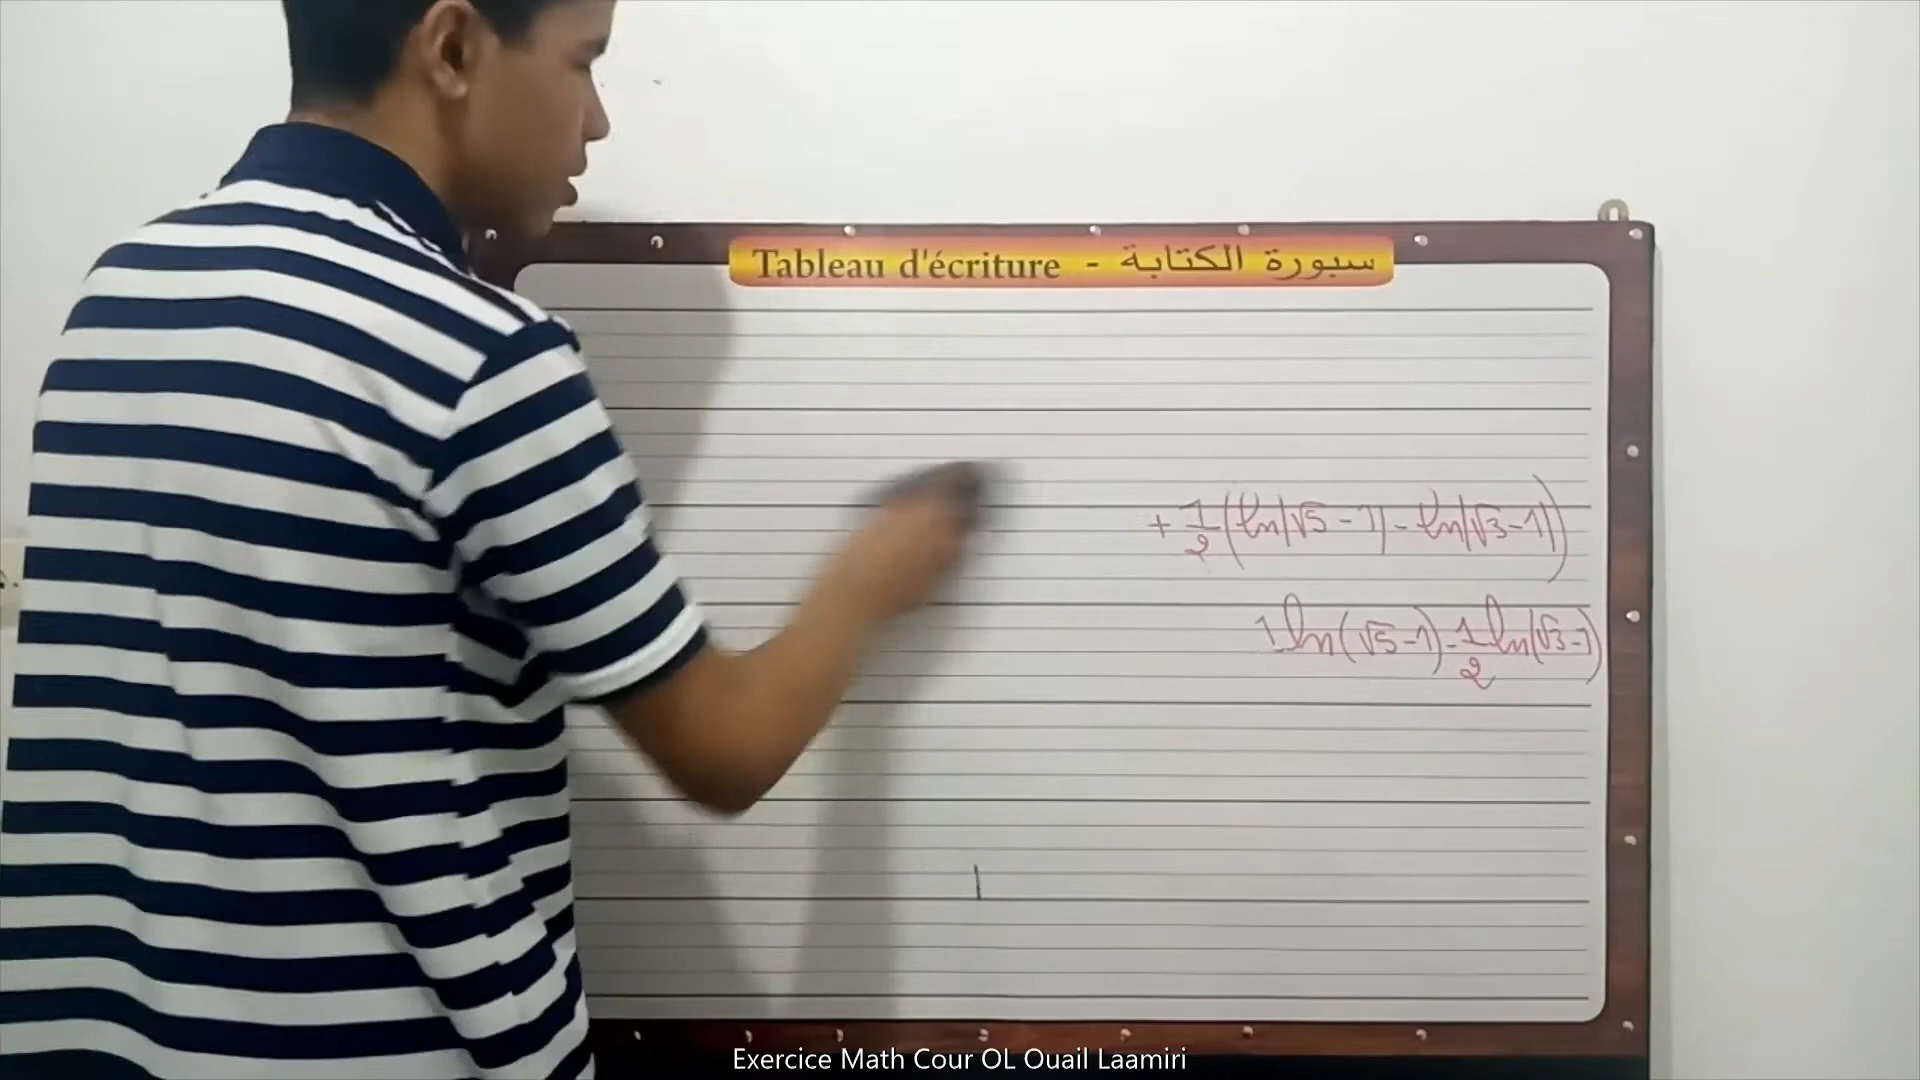 Tableau d'écriture - سبورة الكتابة
+ 1/2 (ln|√5 - 1| - ln|√3 - 1|)
1 ln(√5 - 1) - 1/2 ln(√3 - 1)
Exercice Math Cour OL Ouail Laamiri